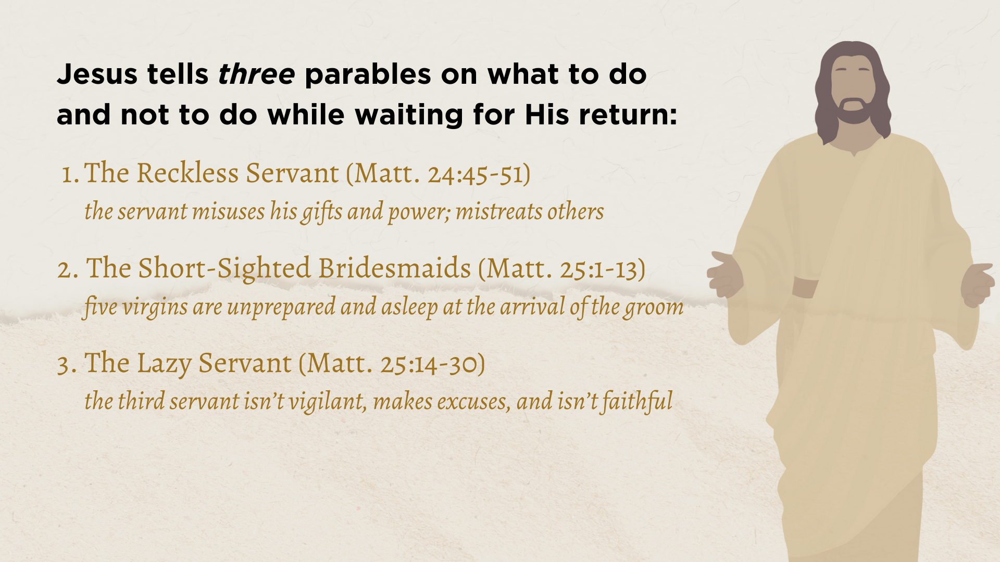 Jesus tells three parables on what to do
and not to do while waiting for His return:
1. The Reckless Servant (Matt. 24:45-51)
the servant misuses his gifts and power; mistreats others
2. The Short-Sighted Bridesmaids (Matt. 25:1-13)
five virgins are unprepared and asleep at the arrival of the groom
3. The Lazy Servant (Matt. 25:14-30)
the third servant isn’t vigilant, makes excuses, and isn’t faithful